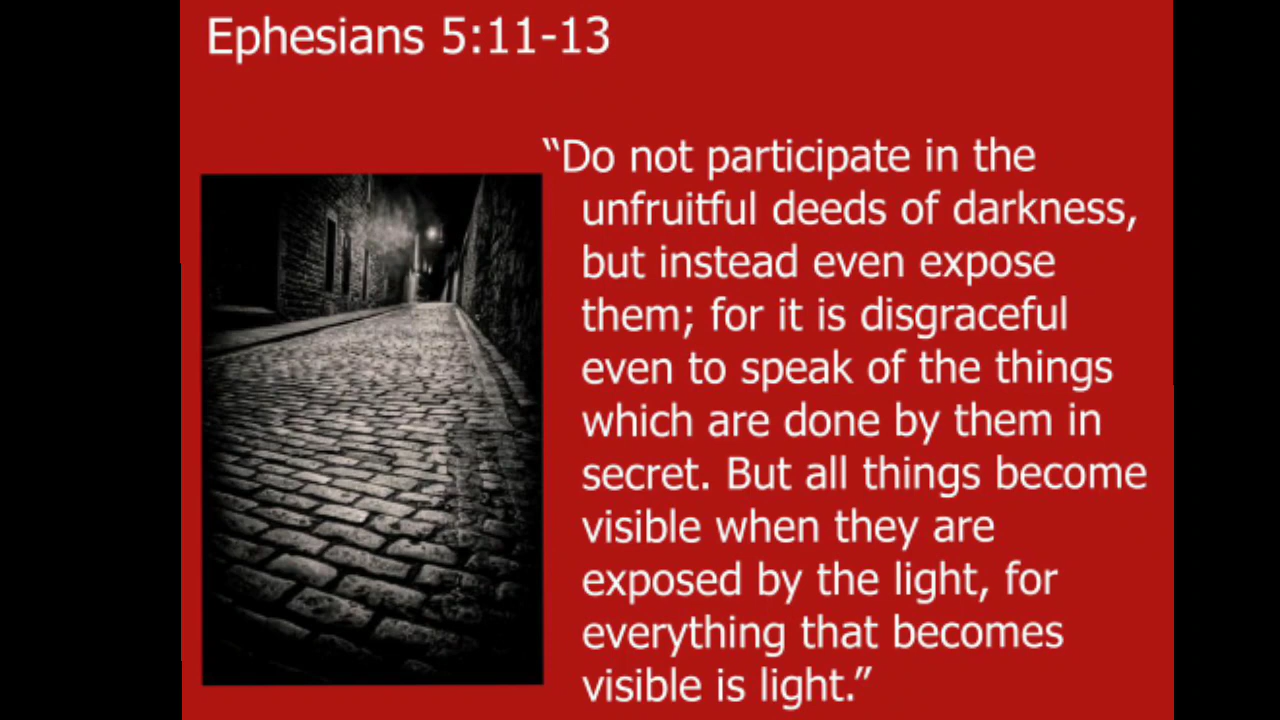 Ephesians 5:11-13
“Do not participate in the
unfruitful deeds of darkness,
but instead even expose
them; for it is disgraceful
even to speak of the things
which are done by them in
secret. But all things become
visible when they are
exposed by the light, for
everything that becomes
visible is light.”